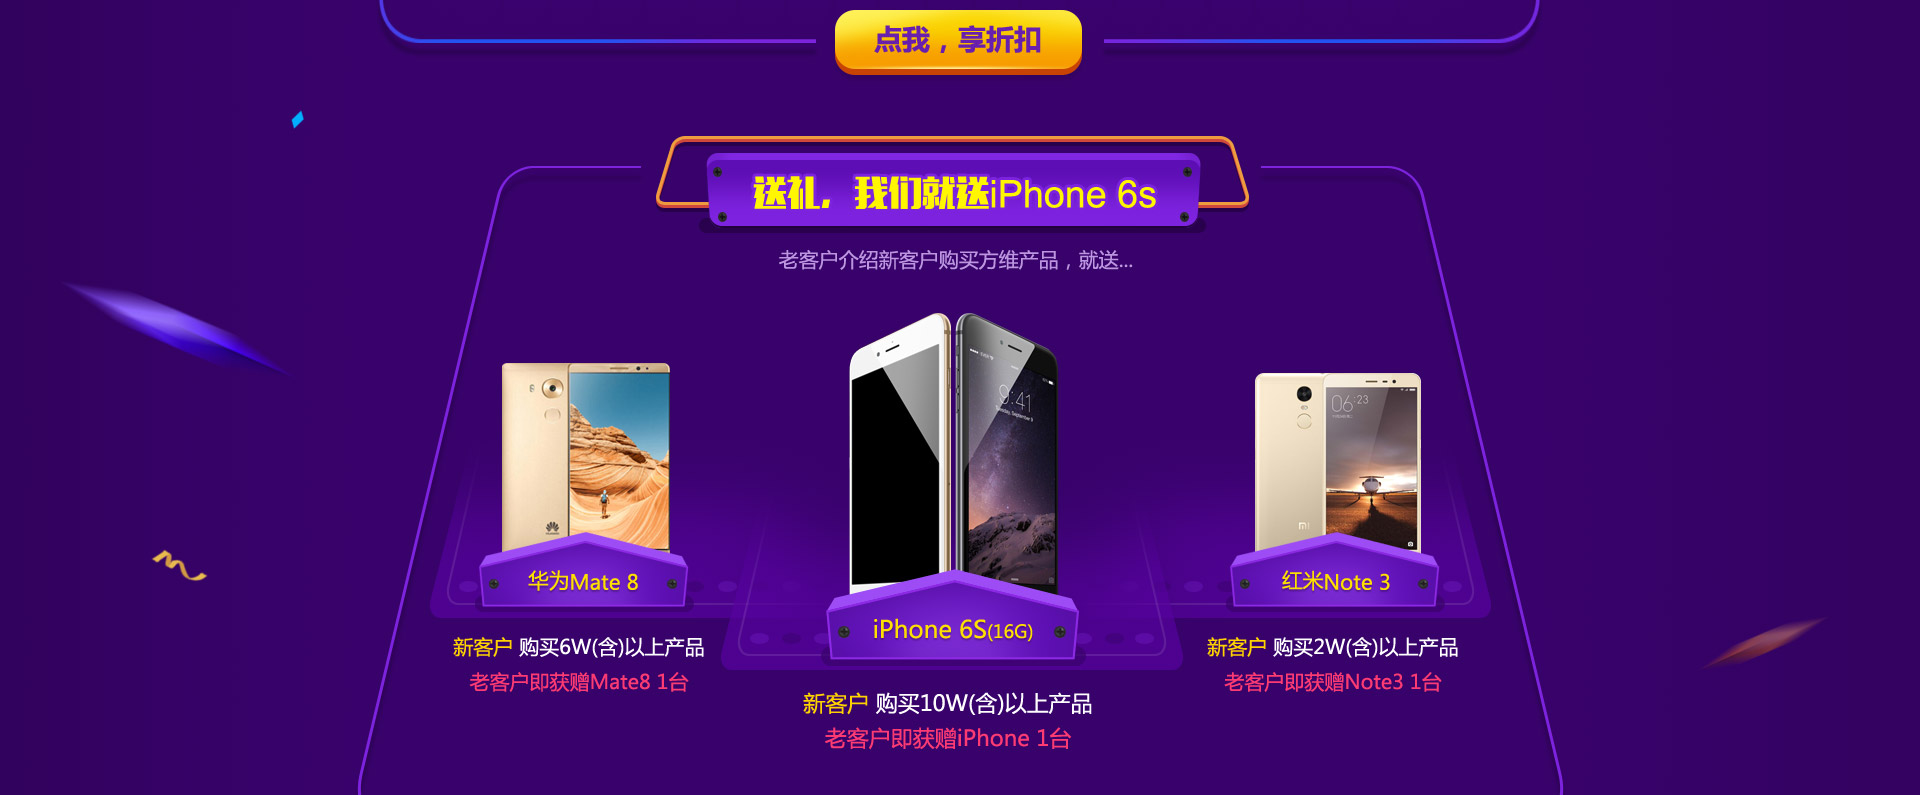 点我，享折扣
送礼，我们就送iPhone 6s
老客户介绍新客户购买方维产品，就送...
9:41
06:23
华为Mate 8
iPhone 6S(16G)
红米Note 3
新客户 购买6W(含)以上产品
老客户即获赠Mate8 1台
新客户 购买10W(含)以上产品
老客户即获赠iPhone 1台
新客户 购买2W(含)以上产品
老客户即获赠Note3 1台